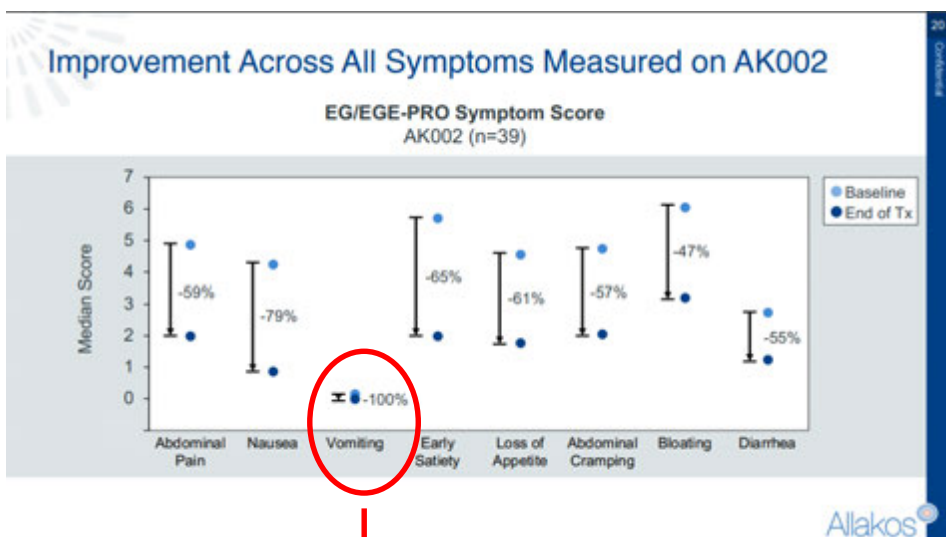 20 Confidential
Improvement Across All Symptoms Measured on AK002
EG/EGE-PRO Symptom Score
AK002 (n=39)
Baseline
End of Tx
Median Score
7
6
5
4
3
2
1
0
-59%
-79%
-100%
-65%
-61%
-57%
-47%
-55%
Abdominal
Pain
Nausea
Vomiting
Early
Satiety
Loss of
Appetite
Abdominal
Cramping
Bloating
Diarrhea
Allakos